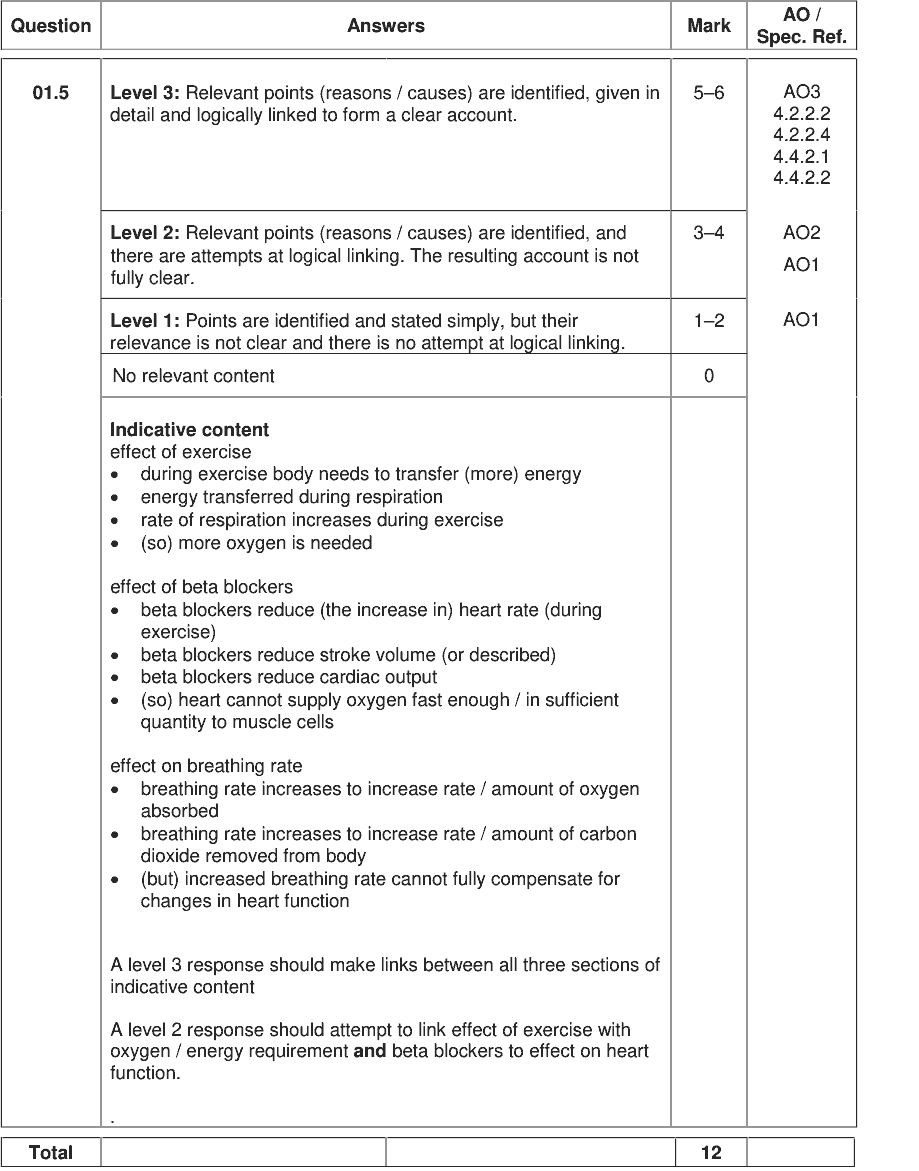 Question Answers Mark AO /
Spec. Ref.
01.5 Level 3: Relevant points (reasons / causes) are identified, given in 5–6 AO3
detail and logically linked to form a clear account. 4.2.2.2
4.2.2.4
4.4.2.1
4.4.2.2
Level 2: Relevant points (reasons / causes) are identified, and 3–4 AO2
there are attempts at logical linking. The resulting account is not AO1
fully clear.
Level 1: Points are identified and stated simply, but their 1–2 AO1
relevance is not clear and there is no attempt at logical linking.
No relevant content 0
Indicative content
effect of exercise
• during exercise body needs to transfer (more) energy
• energy transferred during respiration
• rate of respiration increases during exercise
• (so) more oxygen is needed
effect of beta blockers
• beta blockers reduce (the increase in) heart rate (during
exercise)
• beta blockers reduce stroke volume (or described)
• beta blockers reduce cardiac output
• (so) heart cannot supply oxygen fast enough / in sufficient
quantity to muscle cells
effect on breathing rate
• breathing rate increases to increase rate / amount of oxygen
absorbed
• breathing rate increases to increase rate / amount of carbon
dioxide removed from body
• (but) increased breathing rate cannot fully compensate for
changes in heart function
A level 3 response should make links between all three sections of
indicative content
A level 2 response should attempt to link effect of exercise with
oxygen / energy requirement and beta blockers to effect on heart
function.
.
Total 12